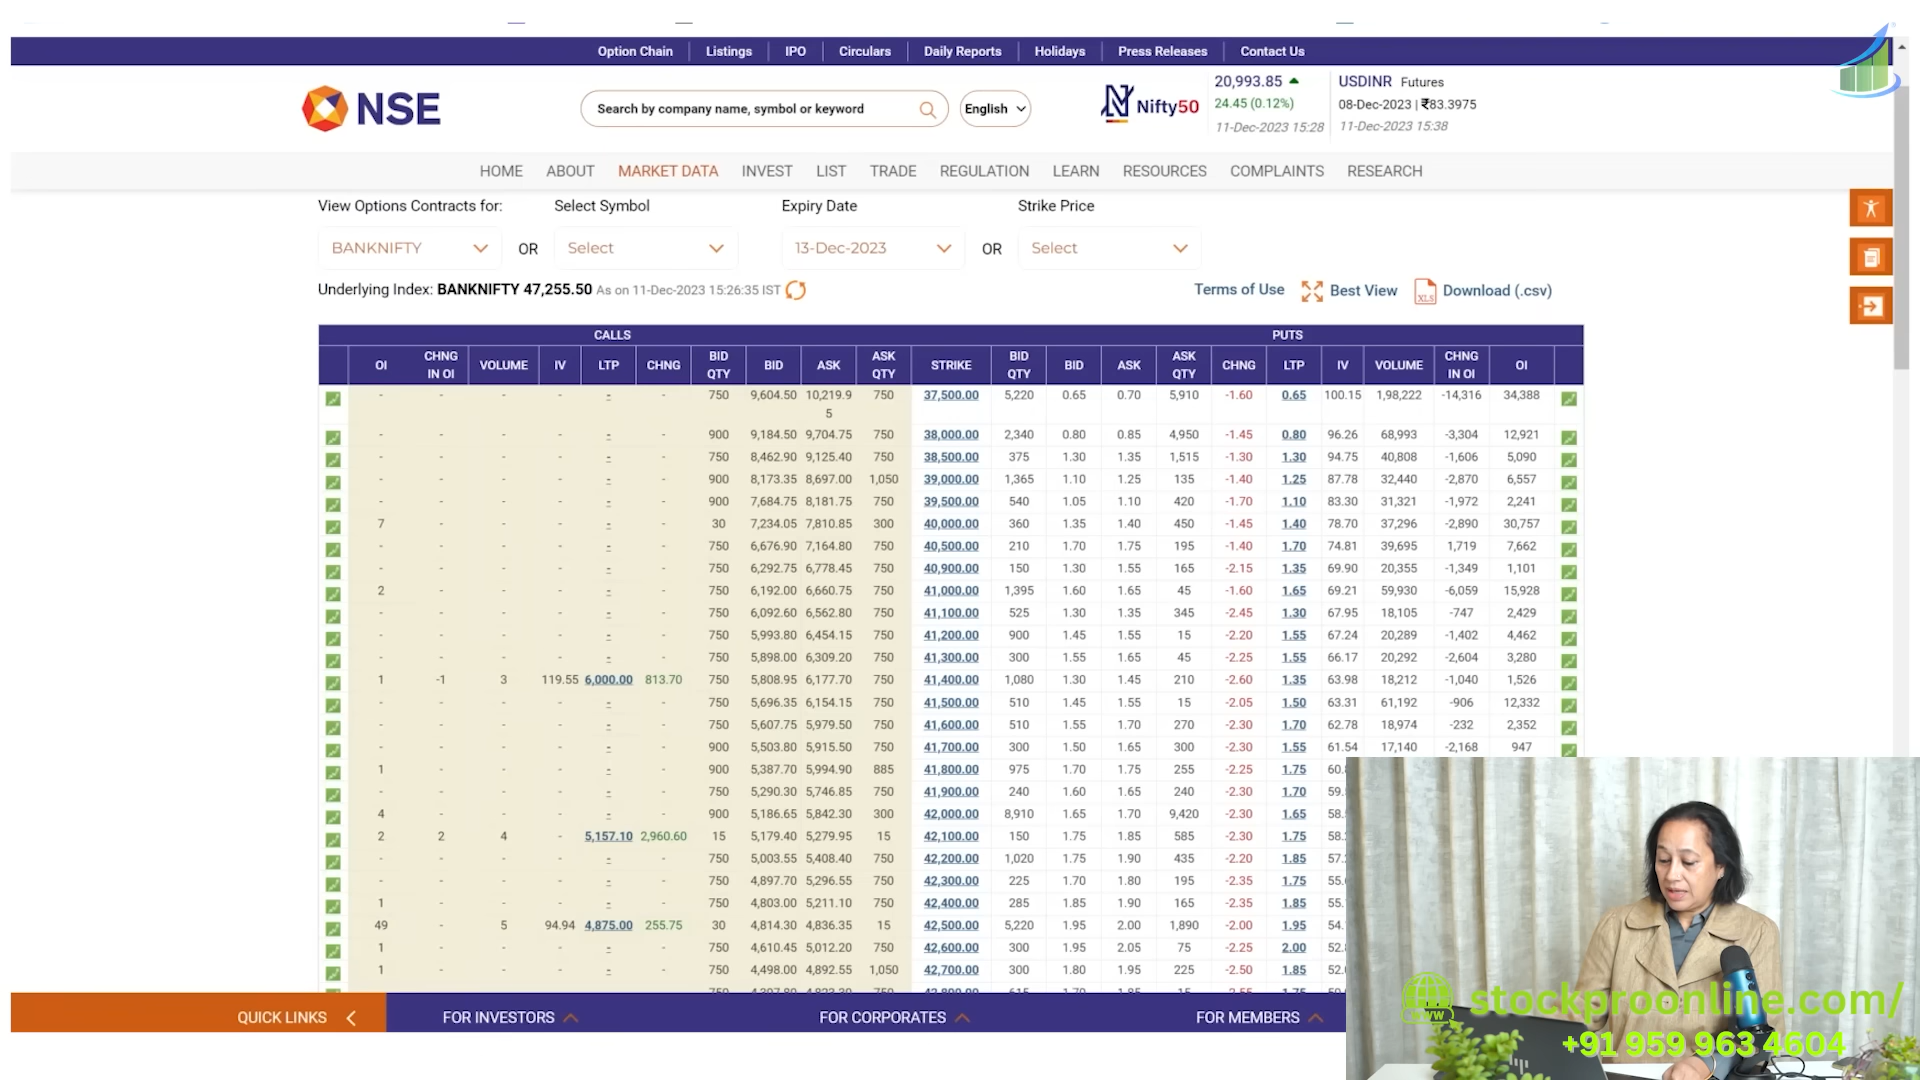 Option Chain Listings IPO Circulars Daily Reports Holidays Press Releases Contact Us
NSE
Search by company name, symbol or keyword
English
Nifty50
20,993.85
24.45 (0.12%)
11-Dec-2023 15:28
USDINR Futures
08-Dec-2023 | ₹83.3975
11-Dec-2023 15:38
HOME ABOUT MARKET DATA INVEST LIST TRADE REGULATION LEARN RESOURCES COMPLAINTS RESEARCH
View Options Contracts for: Select Symbol Expiry Date Strike Price
BANKNIFTY OR Select 13-Dec-2023 OR Select
Underlying Index: BANKNIFTY 47,255.50 As on 11-Dec-2023 15:26:35 IST
Terms of Use Best View XLS Download (.csv)
CALLS PUTS
OI CHNG IN OI VOLUME IV LTP CHNG BID QTY BID ASK ASK QTY STRIKE BID QTY BID ASK ASK QTY CHNG LTP IV VOLUME CHNG IN OI OI
- - - - - - 750 9,604.50 10,219.95 750 37,500.00 5,220 0.65 0.70 5,910 -1.60 0.65 100.15 1,98,222 -14,316 34,388
- - - - - - 900 9,184.50 9,704.75 750 38,000.00 2,340 0.80 0.85 4,950 -1.45 0.80 96.26 68,993 -3,304 12,921
- - - - - - 750 8,462.90 9,125.40 750 38,500.00 375 1.30 1.35 1,515 -1.30 1.30 94.75 40,808 -1,606 5,090
- - - - - - 900 8,173.35 8,697.00 1,050 39,000.00 1,365 1.10 1.25 135 -1.40 1.25 87.78 32,440 -2,870 6,557
- - - - - - 900 7,684.75 8,181.75 750 39,500.00 540 1.05 1.10 420 -1.70 1.10 83.30 31,321 -1,972 2,241
7 - - - - - 30 7,234.05 7,810.85 300 40,000.00 360 1.35 1.40 450 -1.45 1.40 78.70 37,296 -2,890 30,757
- - - - - - 750 6,676.90 7,164.80 750 40,500.00 210 1.70 1.75 195 -1.40 1.70 74.81 39,695 1,719 7,662
- - - - - - 750 6,292.75 6,778.45 750 40,900.00 150 1.30 1.55 165 -2.15 1.35 69.90 20,355 -1,349 1,101
2 - - - - - 750 6,192.00 6,660.75 750 41,000.00 1,395 1.60 1.65 45 -1.60 1.65 69.21 59,930 -6,059 15,928
- - - - - - 750 6,092.60 6,562.80 750 41,100.00 525 1.30 1.35 345 -2.45 1.30 67.95 18,105 -747 2,429
- - - - - - 750 5,993.80 6,454.15 750 41,200.00 900 1.45 1.55 15 -2.20 1.55 67.24 20,289 -1,402 4,462
- - - - - - 750 5,898.00 6,309.20 750 41,300.00 300 1.55 1.65 45 -2.25 1.55 66.17 20,292 -2,604 3,280
1 -1 3 119.55 6,000.00 813.70 750 5,808.95 6,177.70 750 41,400.00 1,080 1.30 1.45 210 -2.60 1.35 63.98 18,212 -1,040 1,526
- - - - - - 750 5,696.35 6,154.15 750 41,500.00 510 1.45 1.55 15 -2.05 1.50 63.31 61,192 -906 12,332
- - - - - - 750 5,607.75 5,979.50 750 41,600.00 510 1.55 1.70 270 -2.30 1.70 62.78 18,974 -232 2,352
- - - - - - 900 5,503.80 5,915.50 750 41,700.00 300 1.50 1.65 300 -2.30 1.55 61.54 17,140 -2,168 947
1 - - - - - 900 5,387.70 5,994.90 885 41,800.00 975 1.70 1.75 255 -2.25 1.75
- - - - - - 750 5,290.30 5,746.85 750 41,900.00 240 1.60 1.65 240 -2.30 1.70
4 - - - - - 900 5,186.65 5,842.30 300 42,000.00 8,910 1.65 1.70 9,420 -2.30 1.65
2 2 4 - 5,157.10 2,960.60 15 5,179.40 5,279.95 15 42,100.00 150 1.75 1.85 585 -2.30 1.75
- - - - - - 750 5,003.55 5,408.40 750 42,200.00 1,020 1.75 1.90 435 -2.20 1.85
- - - - - - 750 4,897.70 5,296.55 750 42,300.00 225 1.70 1.80 195 -2.35 1.75
1 - - - - - 750 4,803.00 5,211.10 750 42,400.00 285 1.85 1.90 165 -2.35 1.85
49 - 5 94.94 4,875.00 255.75 30 4,814.30 4,836.35 15 42,500.00 5,220 1.95 2.00 1,890 -2.00 1.95
1 - - - - - 750 4,610.45 5,012.20 750 42,600.00 300 1.95 2.05 75 -2.25 2.00
1 - - - - - 750 4,498.00 4,892.55 1,050 42,700.00 300 1.80 1.95 225 -2.50 1.85
QUICK LINKS FOR INVESTORS FOR CORPORATES FOR MEMBERS
www stockproonline.com/
+91 959 963 4604